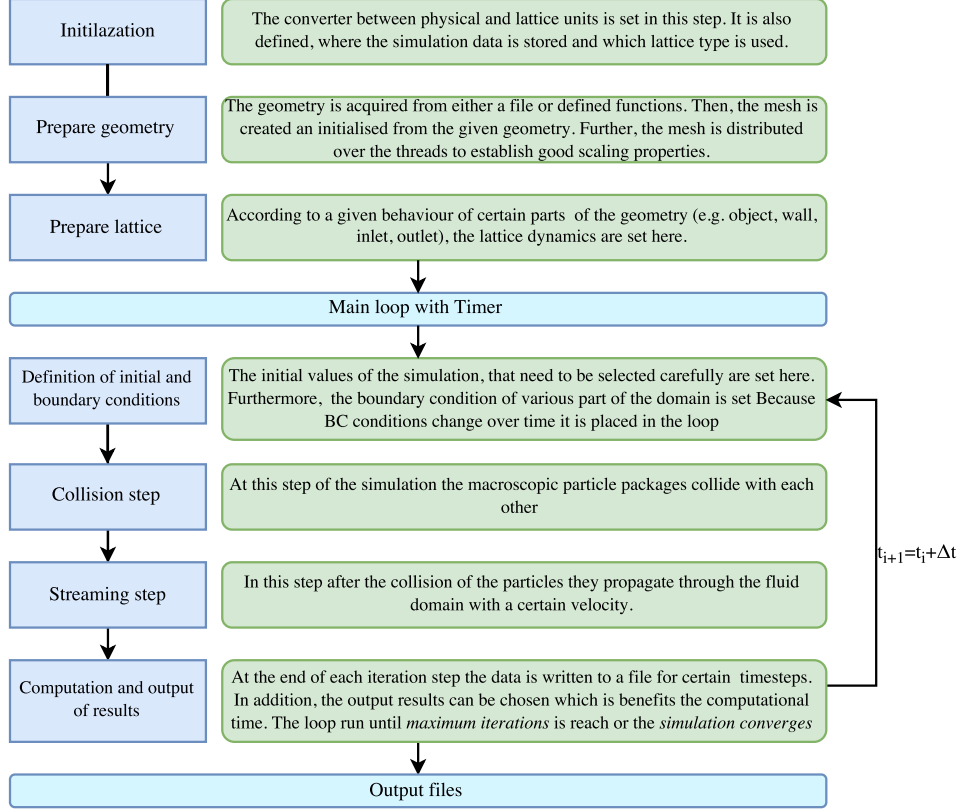 Initilazation
The converter between physical and lattice units is set in this step. It is also
defined, where the simulation data is stored and which lattice type is used.
Prepare geometry
The geometry is acquired from either a file or defined functions. Then, the mesh is
created an initialised from the given geometry. Further, the mesh is distributed
over the threads to establish good scaling properties.
Prepare lattice
According to a given behaviour of certain parts of the geometry (e.g. object, wall,
inlet, outlet), the lattice dynamics are set here.
Main loop with Timer
Definition of initial and
boundary conditions
The initial values of the simulation, that need to be selected carefully are set here.
Furthermore, the boundary condition of various part of the domain is set Because
BC conditions change over time it is placed in the loop
Collision step
At this step of the simulation the macroscopic particle packages collide with each
other
t_{i+1}=t_i+Δt
Streaming step
In this step after the collision of the particles they propagate through the fluid
domain with a certain velocity.
Computation and output
of results
At the end of each iteration step the data is written to a file for certain timesteps.
In addition, the output results can be chosen which is benefits the computational
time. The loop run until maximum iterations is reach or the simulation converges
Output files